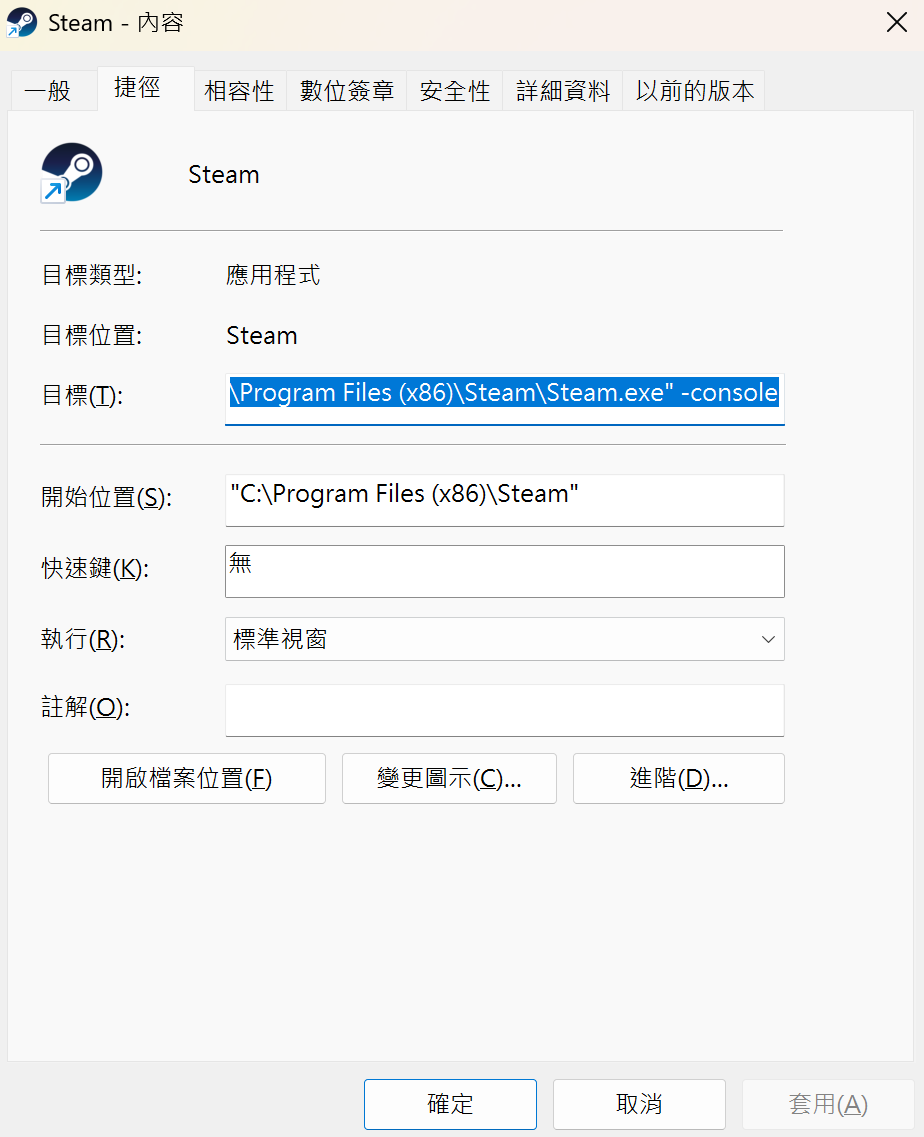 Steam - 內容
一般 捷徑 相容性 數位簽章 安全性 詳細資料 以前的版本
Steam
目標類型: 應用程式
目標位置: Steam
目標(T): \Program Files (x86)\Steam\Steam.exe" -console
開始位置(S): "C:\Program Files (x86)\Steam"
快速鍵(K): 無
執行(R): 標準視窗
註解(O):
開啟檔案位置(F) 變更圖示(C)... 進階(D)...
確定 取消 套用(A)